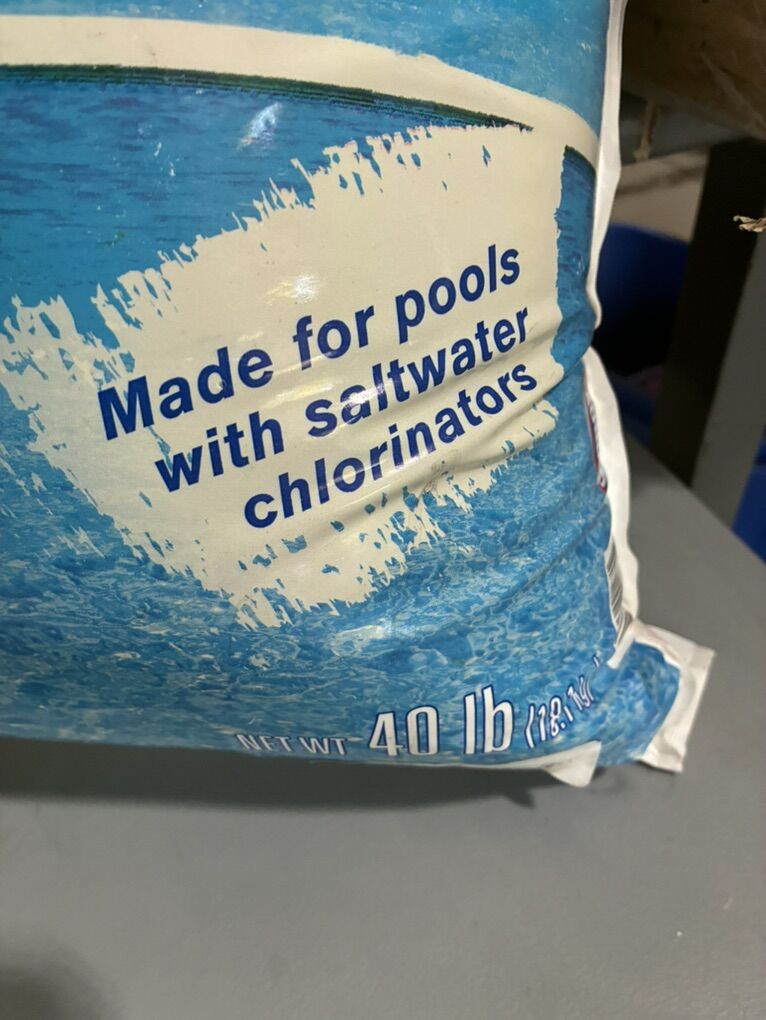 Made for pools
with saltwater
chlorinators
NET WT 40 lb